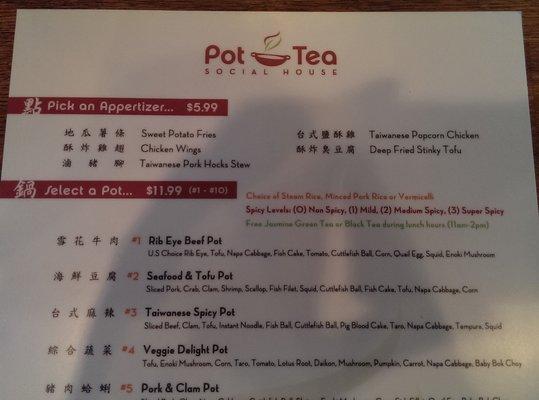 Pot Tea
SOCIAL HOUSE
點 Pick an Appertizer... $5.99
地瓜薯條 Sweet Potato Fries
台式鹽酥雞 Taiwanese Popcorn Chicken
酥炸雞翅 Chicken Wings
酥炸臭豆腐 Deep Fried Stinky Tofu
滷豬腳 Taiwanese Pork Hocks Stew
鍋 Select a Pot... $11.99 (#1 - #10)
Choice of Steam Rice, Minced Pork Rice or Vermicelli
Spicy Levels: (0) Non Spicy, (1) Mild, (2) Medium Spicy, (3) Super Spicy
Free Jasmine Green Tea or Black Tea during lunch hours (11am-2pm)
雪花牛肉 #1 Rib Eye Beef Pot
U.S Choice Rib Eye, Tofu, Napa Cabbage, Fish Cake, Tomato, Cuttlefish Ball, Corn, Quail Egg, Squid, Enoki Mushroom
海鮮豆腐 #2 Seafood & Tofu Pot
Sliced Pork, Crab, Clam, Shrimp, Scallop, Fish Filet, Squid, Cuttlefish Ball, Fish Cake, Tofu, Napa Cabbage, Corn
台式麻辣 #3 Taiwanese Spicy Pot
Sliced Beef, Clam, Tofu, Instant Noodle, Fish Ball, Cuttlefish Ball, Pig Blood Cake, Taro, Napa Cabbage, Tempura, Squid
綜合蔬菜 #4 Veggie Delight Pot
Tofu, Enoki Mushroom, Corn, Taro, Tomato, Lotus Root, Daikon, Mushroom, Pumpkin, Carrot, Napa Cabbage, Baby Bok Choy
豬肉蛤蜊 #5 Pork & Clam Pot